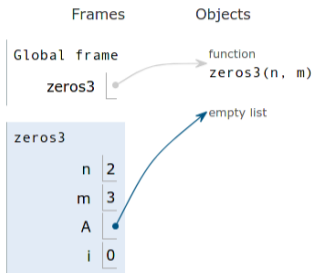 Frames
Objects
Global frame
zeros3
function
zeros3(n, m)
empty list
zeros3
n 2
m 3
A
i 0